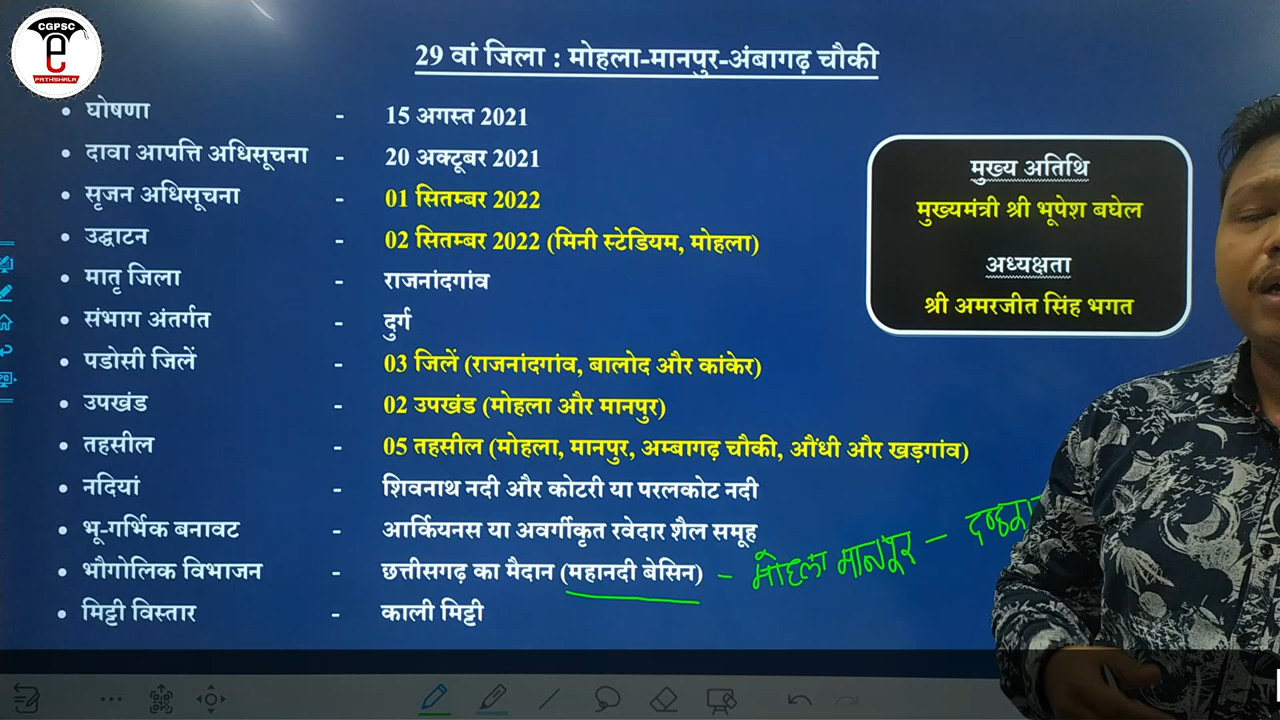 CGPSC
e
PATHSHALA
29 वां जिला : मोहला-मानपुर-अंबागढ़ चौकी
• घोषणा - 15 अगस्त 2021
• दावा आपत्ति अधिसूचना - 20 अक्टूबर 2021
• सृजन अधिसूचना - 01 सितम्बर 2022
• उद्घाटन - 02 सितम्बर 2022 (मिनी स्टेडियम, मोहला)
• मातृ जिला - राजनांदगांव
• संभाग अंतर्गत - दुर्ग
• पडोसी जिलें - 03 जिलें (राजनांदगांव, बालोद और कांकेर)
• उपखंड - 02 उपखंड (मोहला और मानपुर)
• तहसील - 05 तहसील (मोहला, मानपुर, अम्बागढ़ चौकी, औंधी और खड़गांव)
• नदियां - शिवनाथ नदी और कोटरी या परलकोट नदी
• भू-गर्भिक बनावट - आर्कियनस या अवर्गीकृत रवेदार शैल समूह
• भौगोलिक विभाजन - छत्तीसगढ़ का मैदान (महानदी बेसिन) - मोहला मानपूर -
• मिट्टी विस्तार - काली मिट्टी
मुख्य अतिथि
मुख्यमंत्री श्री भूपेश बघेल
अध्यक्षता
श्री अमरजीत सिंह भगत